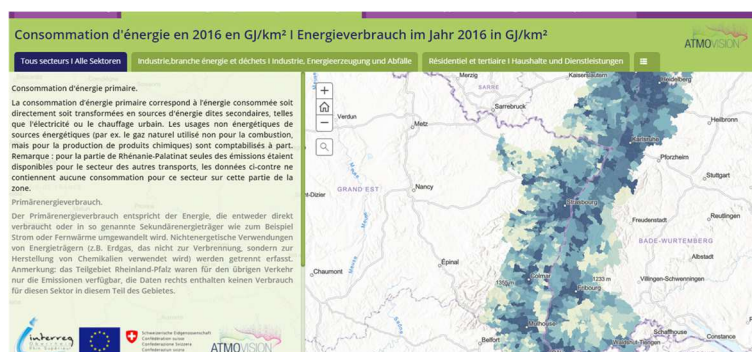 Consommation d'énergie en 2016 en GJ/km² I Energieverbrauch im Jahr 2016 in GJ/km²
ATMOVISION
Tous secteurs I Alle Sektoren
Industrie,branche énergie et déchets I Industrie, Energieerzeugung und Abfälle
Résidentiel et tertiaire I Haushalte und Dienstleistungen
Consommation d'énergie primaire.
La consommation d'énergie primaire correspond à l'énergie consommée soit
directement soit transformées en sources d'énergie dites secondaires, telles
que l'électricité ou le chauffage urbain. Les usages non énergétiques de
sources énergétiques (par ex. le gaz naturel utilisé non pour la combustion,
mais pour la production de produits chimiques) sont comptabilisés à part.
Remarque : pour la partie de Rhénanie-Palatinat seules des émissions étaient
disponibles pour le secteur des autres transports, les données ci-contre ne
contiennent aucune consommation pour ce secteur sur cette partie de la
zone.
Primärenergieverbrauch.
Der Primärenergieverbrauch entspricht der Energie, die entweder direkt
verbraucht oder in so genannte Sekundärenergieträger wie zum Beispiel
Strom oder Fernwärme umgewandelt wird. Nichtenergetische Verwendungen
von Energieträgern (z.B. Erdgas, das nicht zur Verbrennung, sondern zur
Herstellung von Chemikalien verwendet wird) werden getrennt erfasst.
Anmerkung: das Teilgebiet Rheinland-Pfalz waren für den übrigen Verkehr
nur die Emissionen verfügbar, die Daten rechts enthalten keinen Verbrauch
für diesen Sektor in diesem Teil des Gebietes.
interreg
Schweizerische Eidgenossenschaft
Confédération suisse
Confederazione Svizzera
ATMOVISION
Merzig
Kaiserslautern
Heidelberg
SARRE
Sarrebruck
Verdun
Metz
Heilbronn
Karlsruhe
Pforzheim
Stuttgart
GRAND EST
Nancy
t-Dizier
Strasbourg
Freudenstadt
Reutlingen
BADE-WURTEMBERG
Albstadt
Épinal
Chaumont
Colmar
1233 m
Villingen-Schwenningen
Fribourg
Mulhouse
Schaffhouse
Constance
Belfort
Waldshut-Tiengen